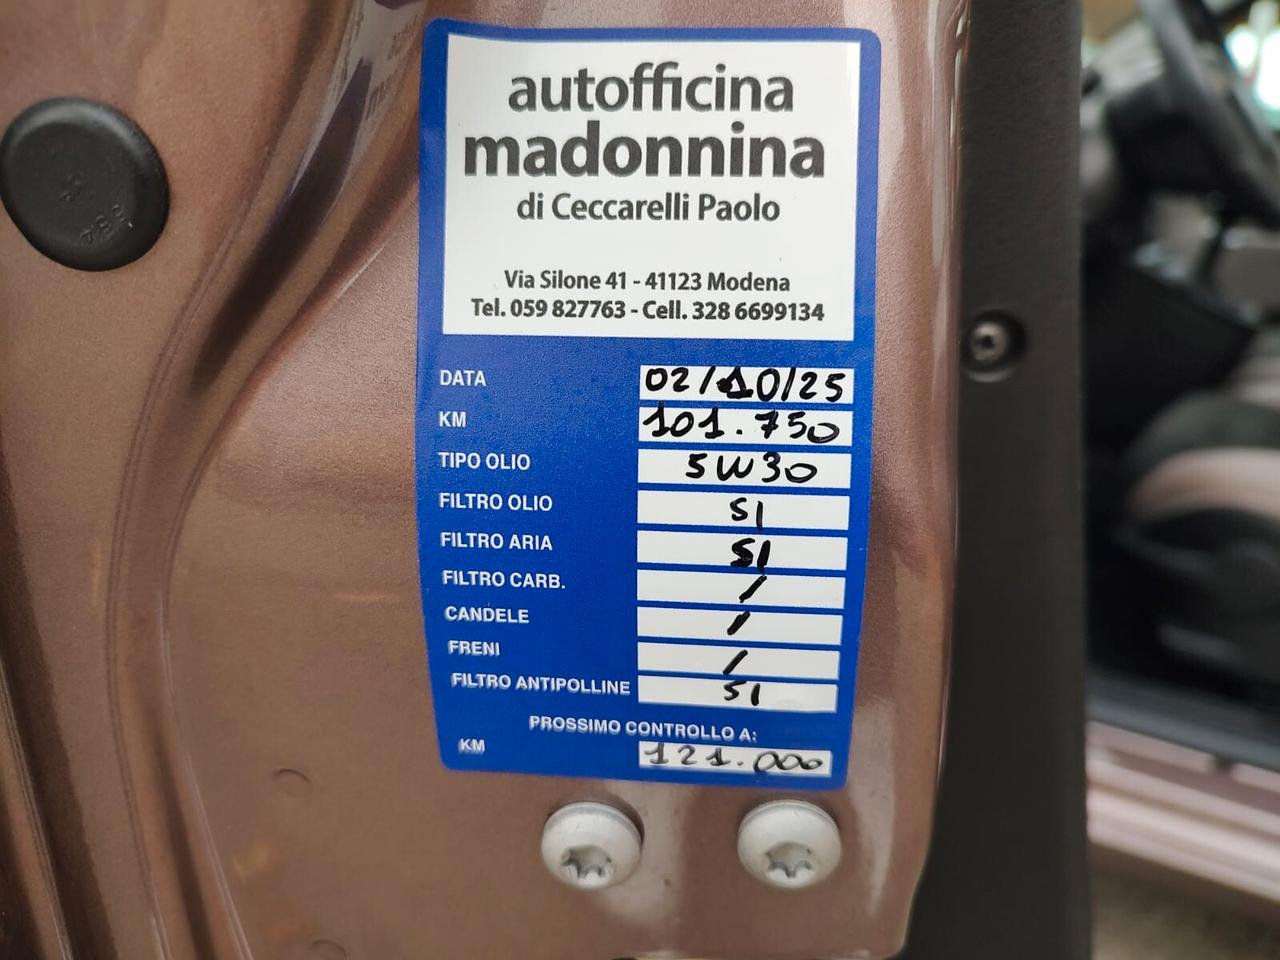 autofficina
madonnina
di Ceccarelli Paolo
Via Silone 41 - 41123 Modena
Tel. 059 827763 - Cell. 328 6699134
DATA 02/10/25
KM 101.750
TIPO OLIO 5W30
FILTRO OLIO SI
FILTRO ARIA SI
FILTRO CARB. /
CANDELE /
FRENI /
FILTRO ANTIPOLLINE SI
PROSSIMO CONTROLLO A:
KM 121.000